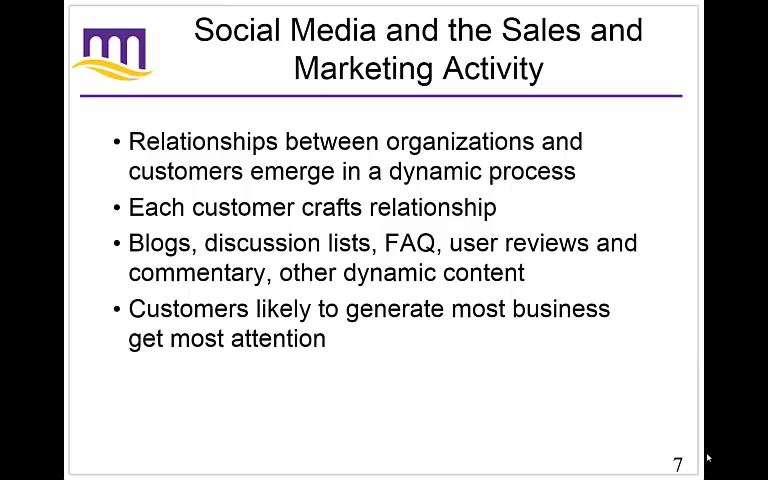 Social Media and the Sales and
Marketing Activity
• Relationships between organizations and
customers emerge in a dynamic process
• Each customer crafts relationship
• Blogs, discussion lists, FAQ, user reviews and
commentary, other dynamic content
• Customers likely to generate most business
get most attention
7